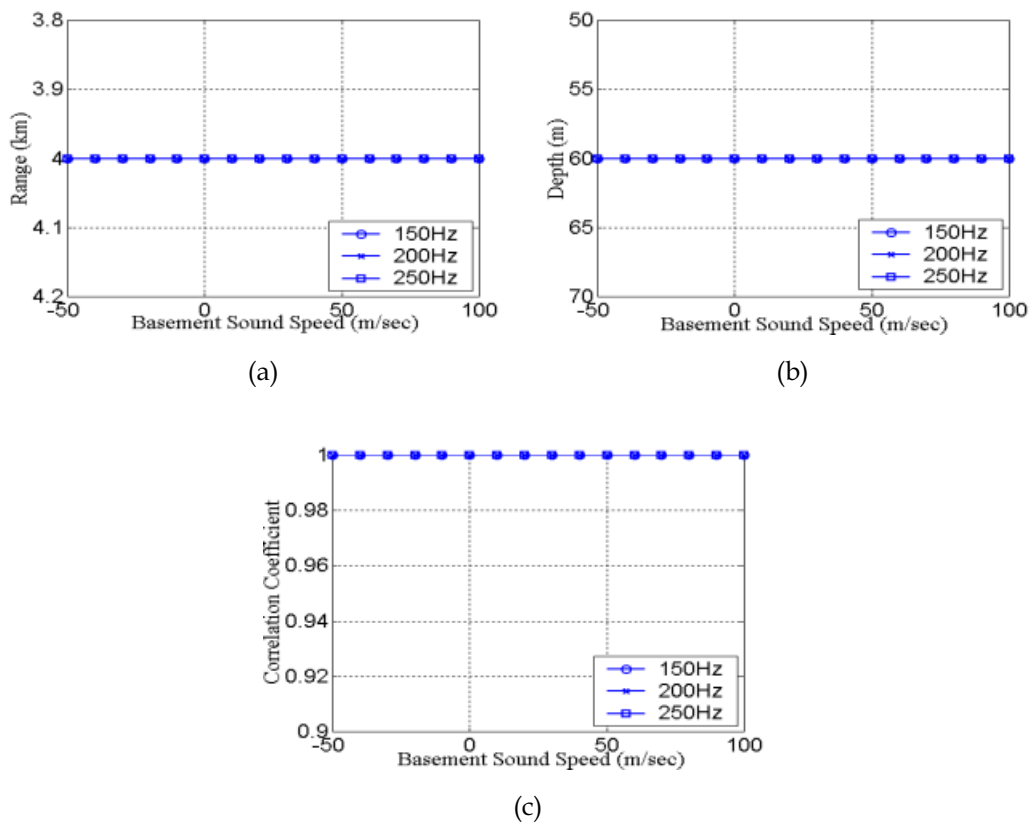 3.8
3.9
4
4.1
4.2
Range (km)
-50
0
50
100
Basement Sound Speed (m/sec)
150Hz
200Hz
250Hz
(a)
50
55
60
65
70
Depth (m)
-50
0
50
100
Basement Sound Speed (m/sec)
150Hz
200Hz
250Hz
(b)
1
0.98
0.96
0.94
0.92
0.9
Correlation Coefficient
-50
0
50
100
Basement Sound Speed (m/sec)
150Hz
200Hz
250Hz
(c)